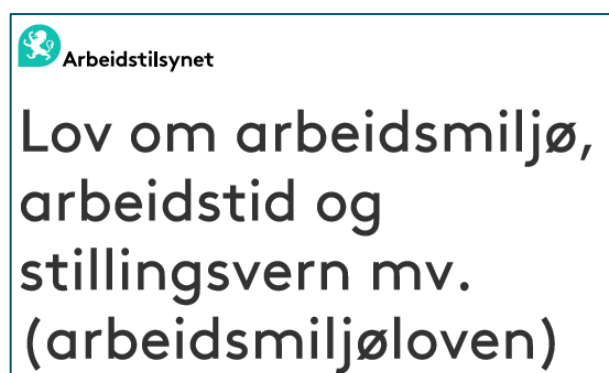 Arbeidstilsynet
Lov om arbeidsmiljø,
arbeidstid og
stillingsvern mv.
(arbeidsmiljøloven)